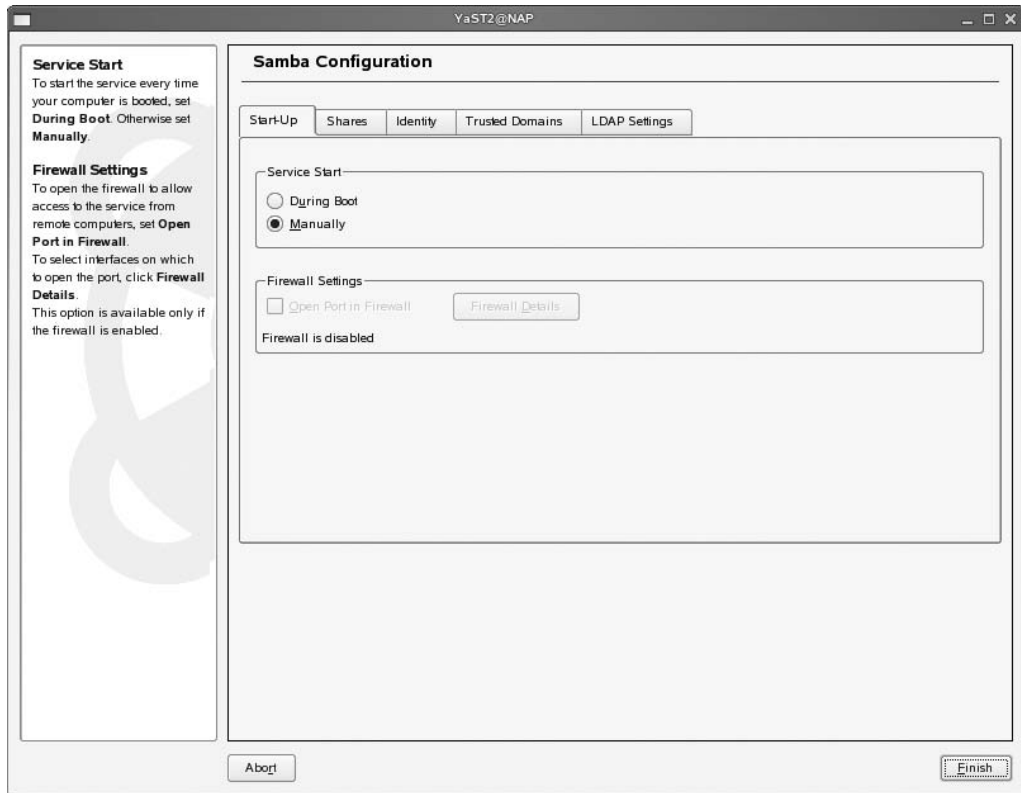 YaST2@NAP
Service Start
To start the service every time
your computer is booted, set
During Boot. Otherwise set
Manually.
Firewall Settings
To open the firewall to allow
access to the service from
remote computers, set Open
Port in Firewall.
To select interfaces on which
to open the port, click Firewall
Details.
This option is available only if
the firewall is enabled.
Samba Configuration
Start-Up
Shares
Identity
Trusted Domains
LDAP Settings
Service Start
During Boot
Manually
Firewall Settings
Open Port in Firewall
Firewall Details
Firewall is disabled
Abort
Finish